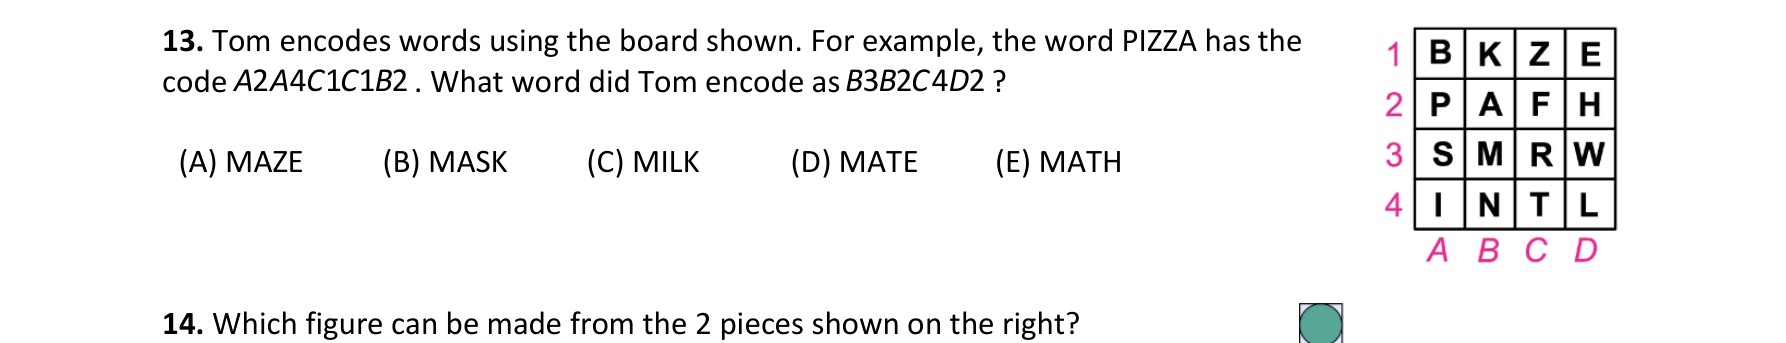 13. Tom encodes words using the board shown. For example, the word PIZZA has the
code A2A4C1C1B2 . What word did Tom encode as B3B2C4D2 ?
(A) MAZE (B) MASK (C) MILK (D) MATE (E) MATH
1 B K Z E
2 P A F H
3 S M R W
4 I N T L
A B C D
14. Which figure can be made from the 2 pieces shown on the right?